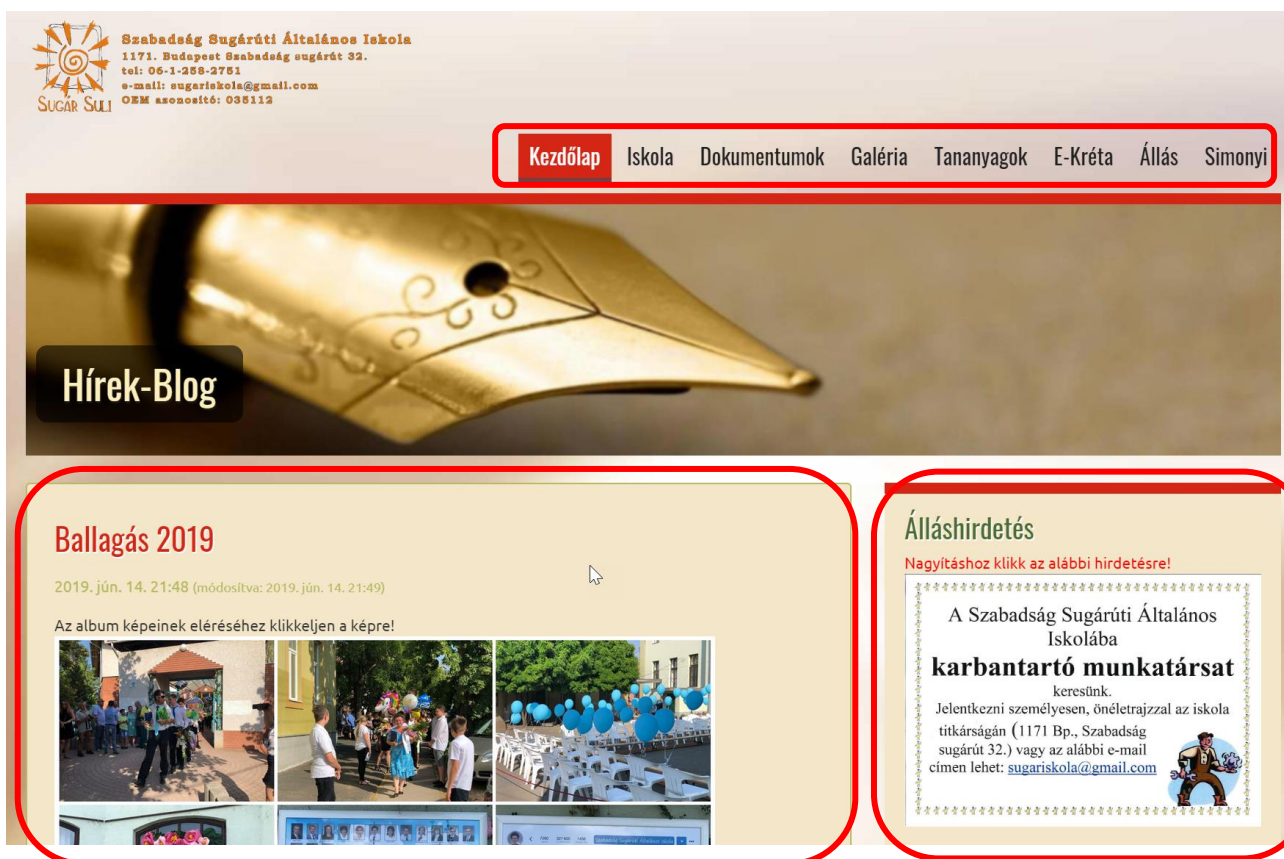 Szabadság Sugárúti Általános Iskola
1171. Budapest Szabadság sugárút 32.
tel: 06-1-258-2751
e-mail: sugariskola@gmail.com
OEM azonosító: 035112
SUGÁR SULI
Kezdőlap Iskola Dokumentumok Galéria Tananyagok E-Kréta Állás Simonyi
Hírek-Blog
Ballagás 2019
2019. jún. 14. 21:48 (módosítva: 2019. jún. 14. 21:49)
Az album képeinek eléréséhez klikkeljen a képre!
Álláshirdetés
Nagyításhoz klikk az alábbi hirdetésre!
A Szabadság Sugárúti Általános
Iskolába
karbantartó munkatársat
keresünk.
Jelentkezni személyesen, önéletrajzzal az iskola
titkárságán (1171 Bp., Szabadság
sugárút 32.) vagy az alábbi e-mail
címen lehet: sugariskola@gmail.com